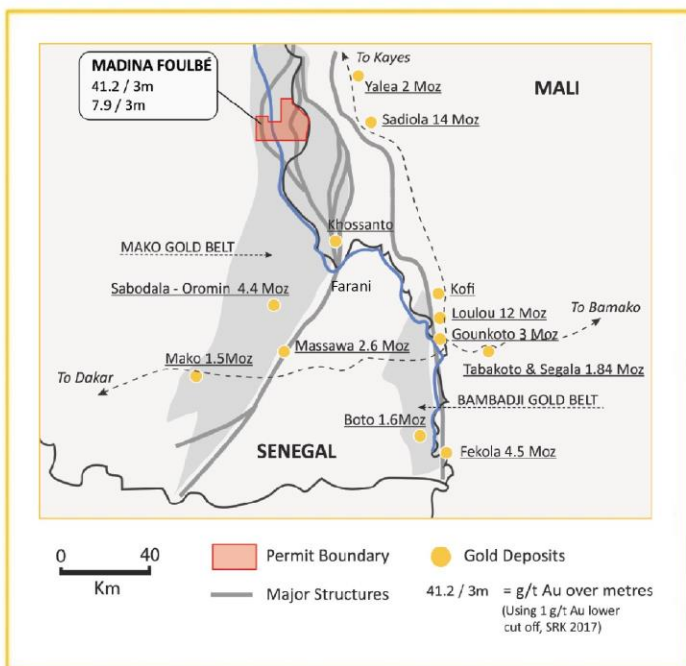 MADINA FOULBÉ
41.2 / 3m
7.9 / 3m
To Kayes
Yalea 2 Moz
MALI
Sadiola 14 Moz
Khossanto
MAKO GOLD BELT
Farani
Sabodala - Oromin 4.4 Moz
Kofi
Loulou 12 Moz
To Bamako
Gounkoto 3 Moz
Massawa 2.6 Moz
Mako 1.5Moz
Tabakoto & Segala 1.84 Moz
To Dakar
BAMBADJI GOLD BELT
Boto 1.6Moz
SENEGAL
Fekola 4.5 Moz
0 40
Km
Permit Boundary
Gold Deposits
Major Structures
41.2 / 3m = g/t Au over metres
(Using 1 g/t Au lower
cut off, SRK 2017)